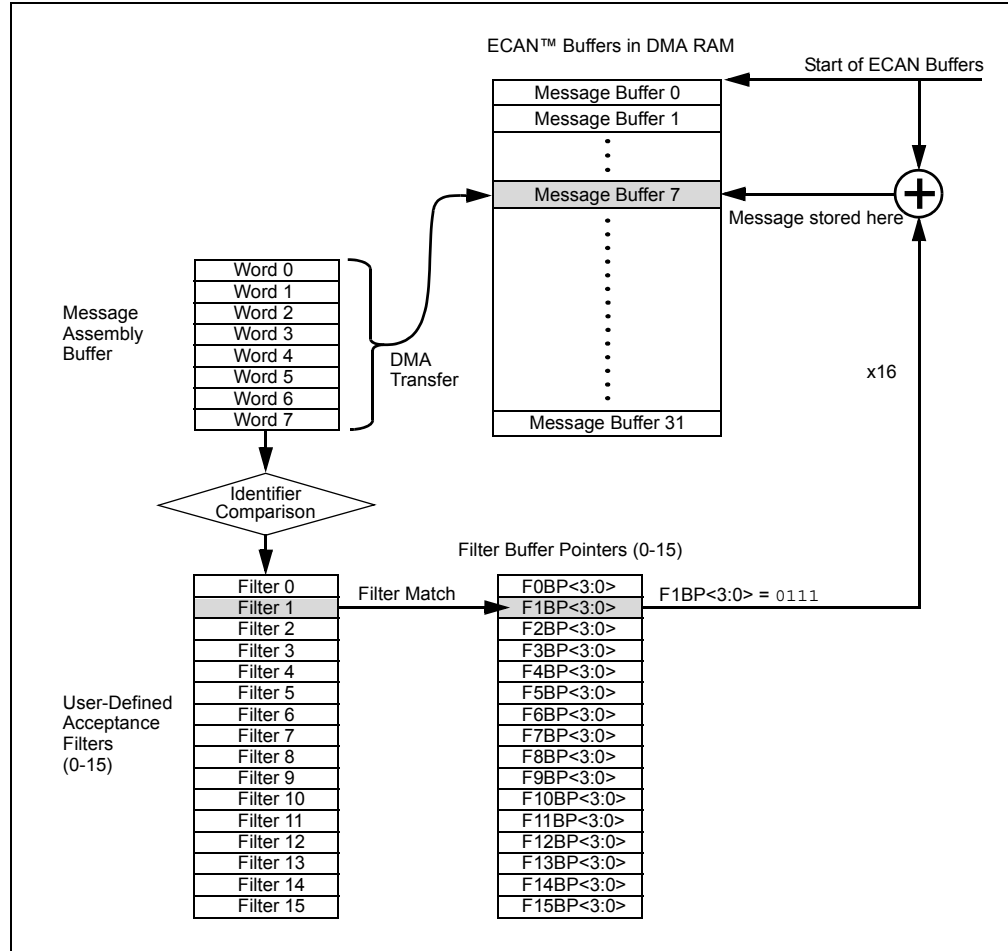 ECAN™ Buffers in DMA RAM
Start of ECAN Buffers
Message Buffer 0
Message Buffer 1
Message Buffer 7
Message stored here
Word 0
Word 1
Word 2
Word 3
Word 4
Word 5
Word 6
Word 7
Message
Assembly
Buffer
DMA
Transfer
x16
Message Buffer 31
Identifier
Comparison
Filter Buffer Pointers (0-15)
Filter 0
Filter 1
Filter 2
Filter 3
Filter 4
Filter 5
Filter 6
Filter 7
Filter 8
Filter 9
Filter 10
Filter 11
Filter 12
Filter 13
Filter 14
Filter 15
Filter Match
F0BP<3:0>
F1BP<3:0>
F2BP<3:0>
F3BP<3:0>
F4BP<3:0>
F5BP<3:0>
F6BP<3:0>
F7BP<3:0>
F8BP<3:0>
F9BP<3:0>
F10BP<3:0>
F11BP<3:0>
F12BP<3:0>
F13BP<3:0>
F14BP<3:0>
F15BP<3:0>
F1BP<3:0> = 0111
User-Defined
Acceptance
Filters
(0-15)